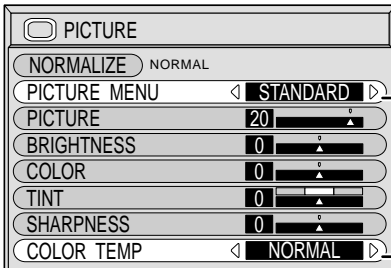 PICTURE
NORMALIZE NORMAL
PICTURE MENU STANDARD
PICTURE 20
BRIGHTNESS 0
COLOR 0
TINT 0
SHARPNESS 0
COLOR TEMP NORMAL